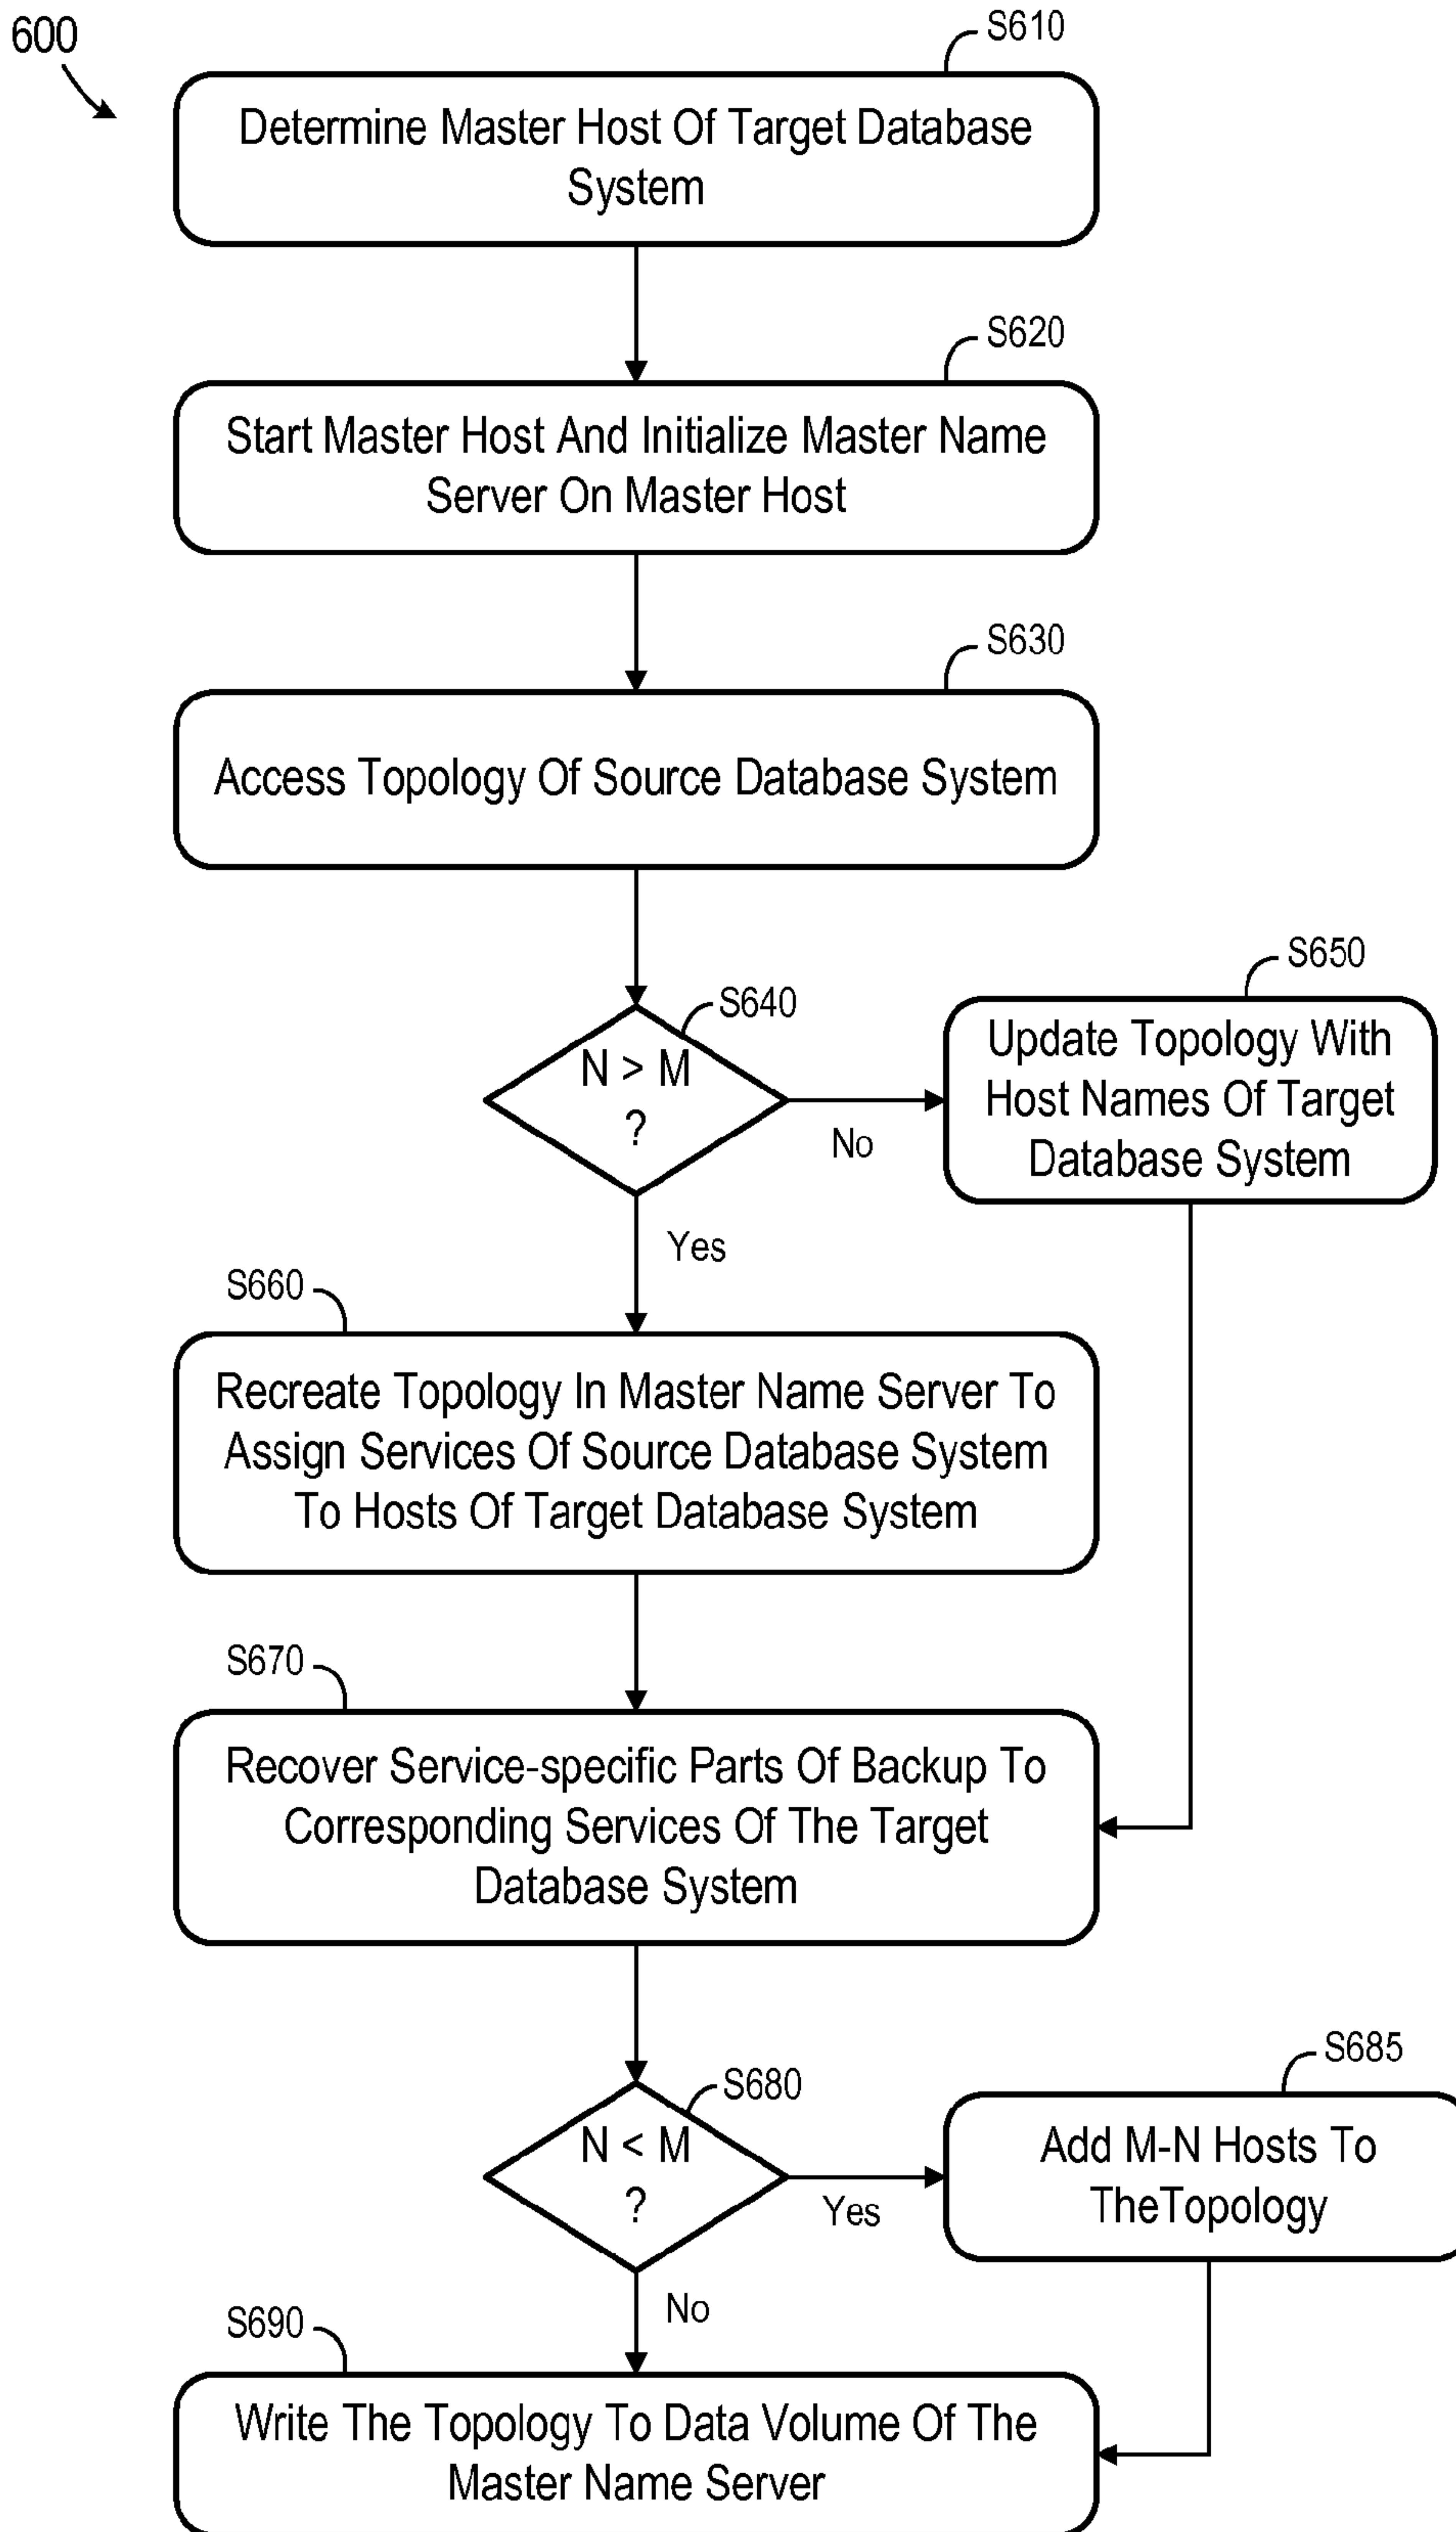 600
S610
Determine Master Host Of Target Database
System
S620
Start Master Host And Initialize Master Name
Server On Master Host
S630
Access Topology Of Source Database System
S640
N > M
?
No
Yes
S650
Update Topology With
Host Names Of Target
Database System
S660
Recreate Topology In Master Name Server To
Assign Services Of Source Database System
To Hosts Of Target Database System
S670
Recover Service-specific Parts Of Backup To
Corresponding Services Of The Target
Database System
S680
N < M
?
Yes
No
S685
Add M-N Hosts To
TheTopology
S690
Write The Topology To Data Volume Of The
Master Name Server